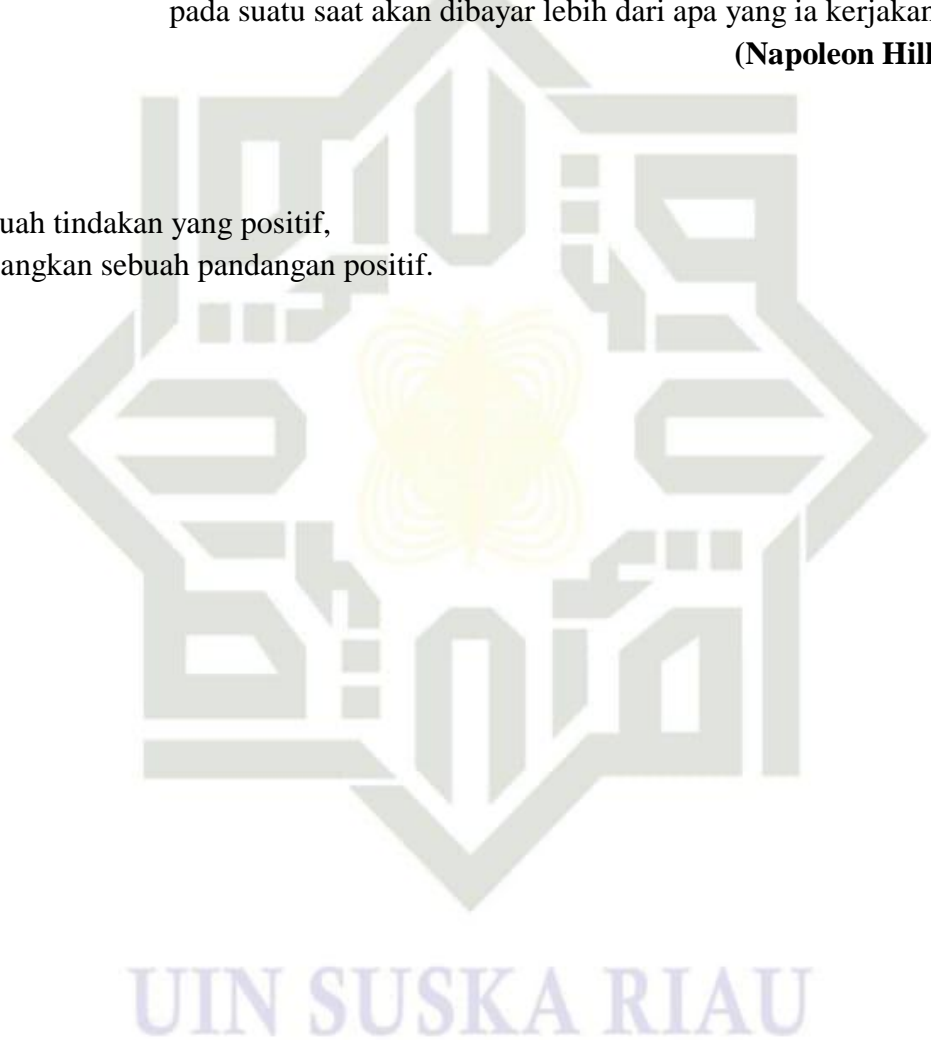 pada suatu saat akan dibayar lebih dari apa yang ia kerjakan
(Napoleon Hill
uah tindakan yang positif,
angkan sebuah pandangan positif.
UIN SUSKA RIAU